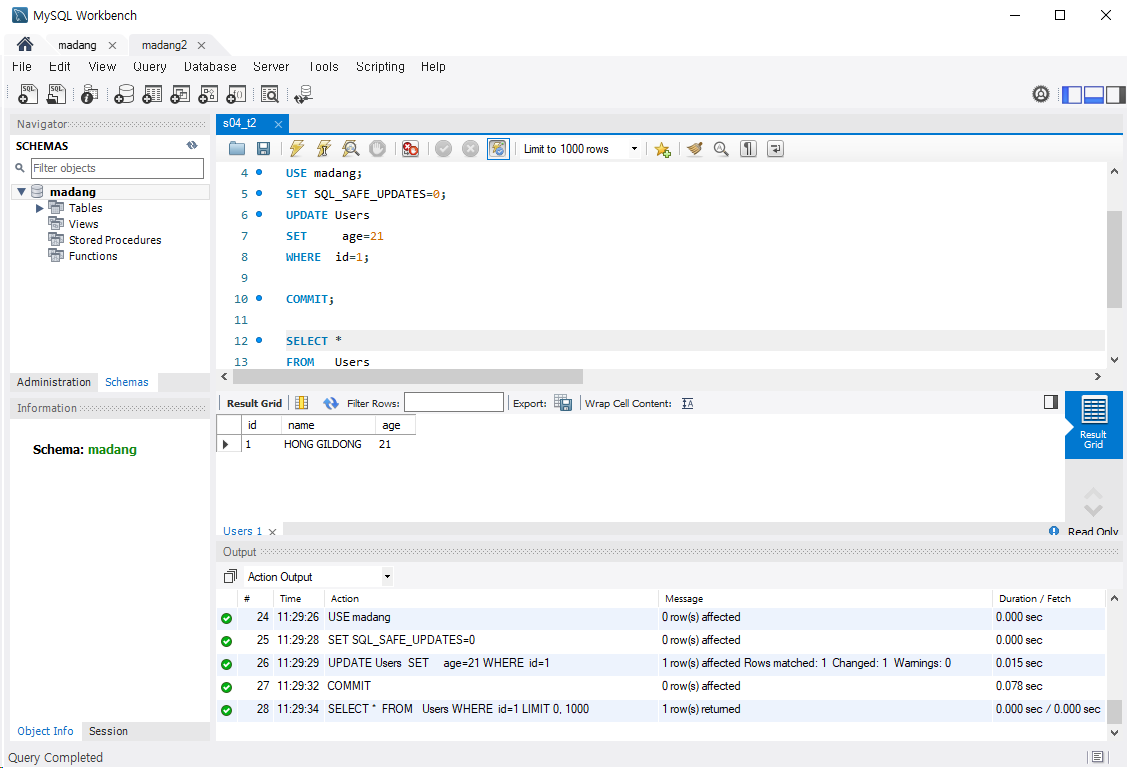 MySQL Workbench
madang
madang2
File Edit View Query Database Server Tools Scripting Help
Navigator
SCHEMAS
Filter objects
madang
Tables
Views
Stored Procedures
Functions
Administration Schemas
Information
Schema: madang
Object Info Session
s04_t2
Limit to 1000 rows
4 USE madang;
5 SET SQL_SAFE_UPDATES=0;
6 UPDATE Users
7 SET age=21
8 WHERE id=1;
9
10 COMMIT;
11
12 SELECT *
13 FROM Users
Result Grid Filter Rows: Export: Wrap Cell Content:
id name age
1 HONG GILDONG 21
Result
Grid
Users 1
Read Only
Output
Action Output
# Time Action Message Duration / Fetch
24 11:29:26 USE madang 0 row(s) affected 0.000 sec
25 11:29:28 SET SQL_SAFE_UPDATES=0 0 row(s) affected 0.000 sec
26 11:29:29 UPDATE Users SET age=21 WHERE id=1 1 row(s) affected Rows matched: 1 Changed: 1 Warnings: 0 0.015 sec
27 11:29:32 COMMIT 0 row(s) affected 0.078 sec
28 11:29:34 SELECT * FROM Users WHERE id=1 LIMIT 0, 1000 1 row(s) returned 0.000 sec / 0.000 sec
Query Completed